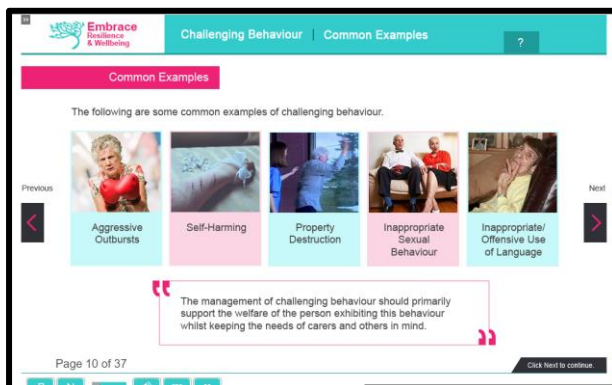 Embrace
Resilience
& Wellbeing
Challenging Behaviour | Common Examples
?
Common Examples
The following are some common examples of challenging behaviour.
Previous
Next
Aggressive
Outbursts
Self-Harming
Property
Destruction
Inappropriate
Sexual
Behaviour
Inappropriate/
Offensive Use
of Language
The management of challenging behaviour should primarily
support the welfare of the person exhibiting this behaviour
whilst keeping the needs of carers and others in mind.
Page 10 of 37
Click Next to continue.